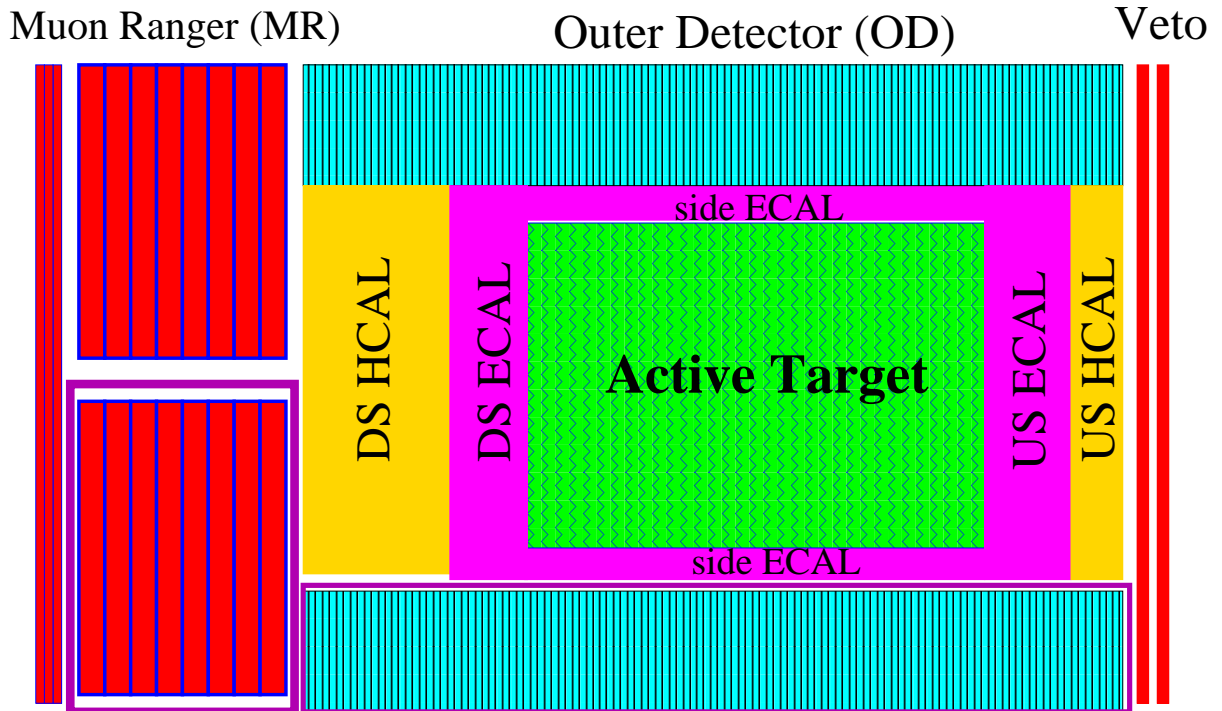 Muon Ranger (MR)
Outer Detector (OD)
Veto
side ECAL
DS HCAL
DS ECAL
Active Target
US ECAL
US HCAL
side ECAL